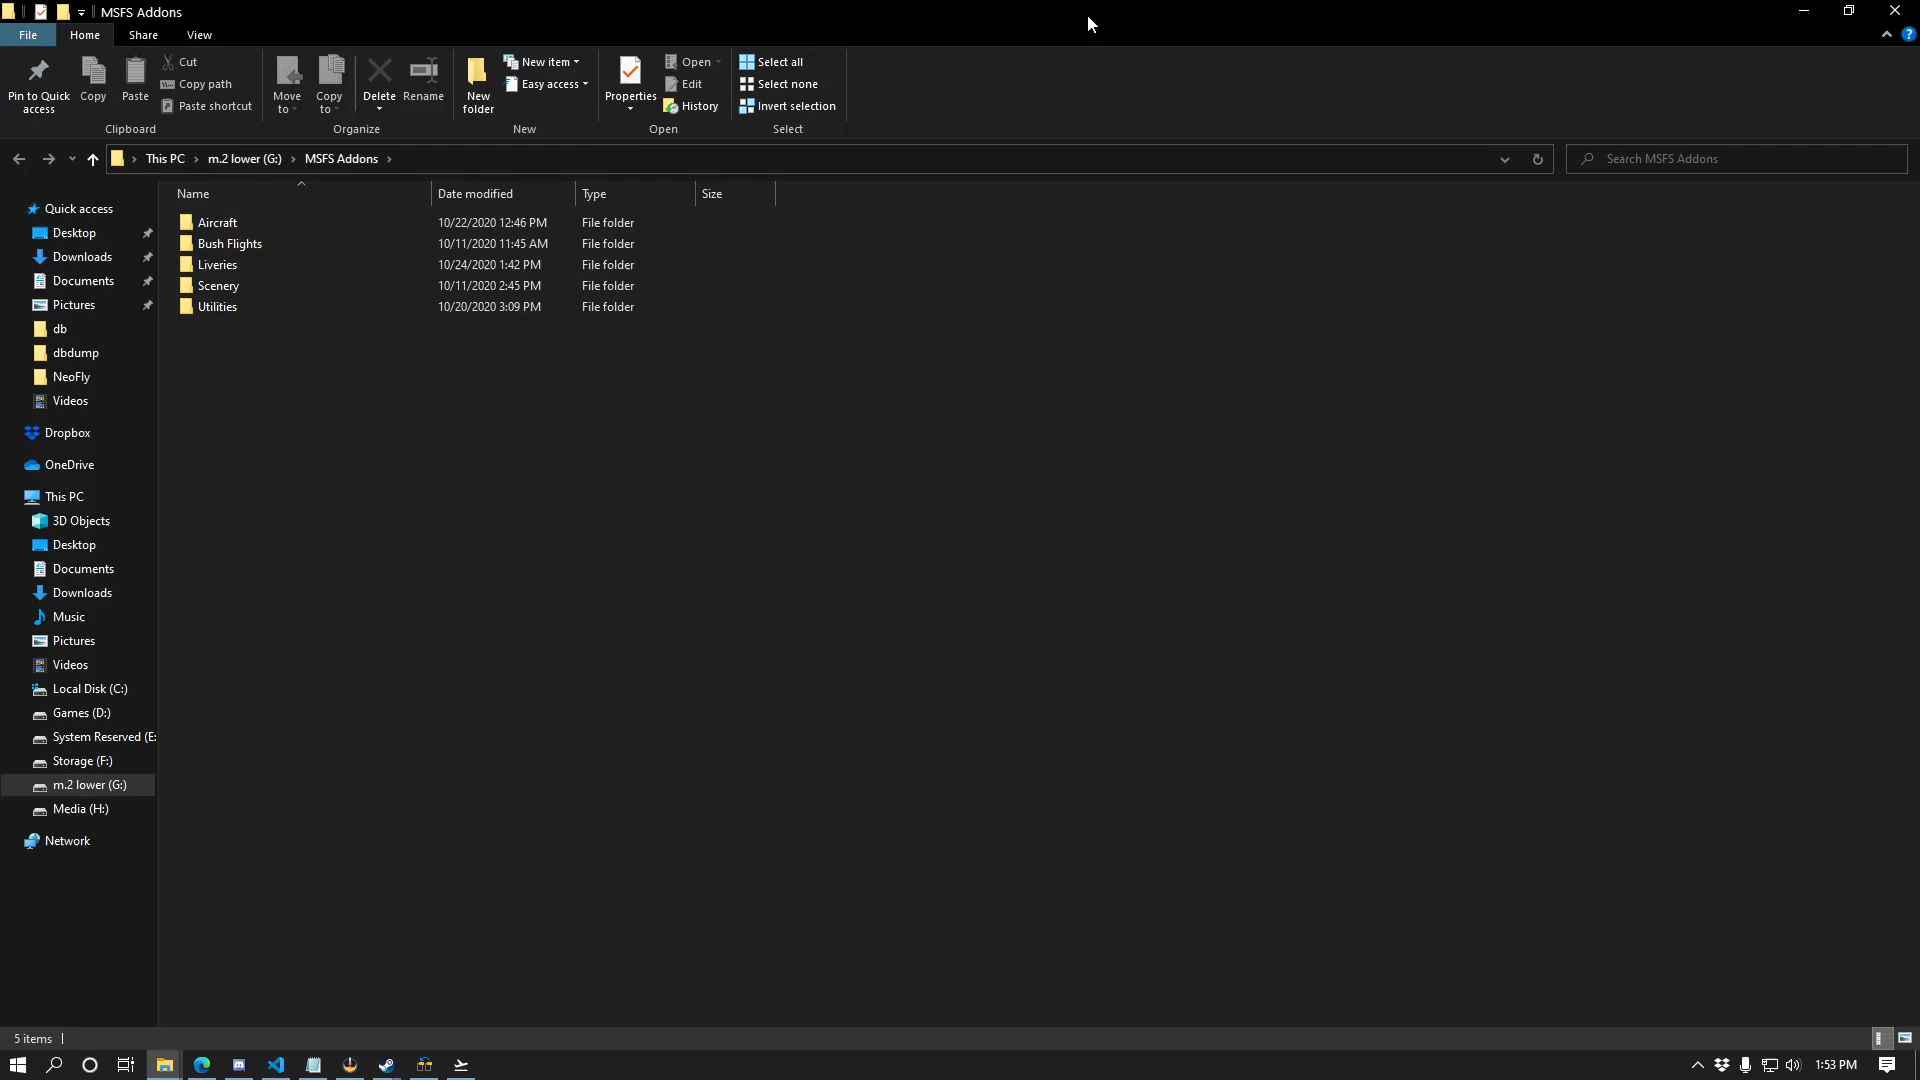 MSFS Addons
File
Home
Share
View
Pin to Quick access
Copy
Paste
Cut
Copy path
Paste shortcut
Clipboard
Move to
Copy to
Delete
Rename
Organize
New folder
New item
Easy access
New
Properties
Open
Edit
History
Open
Select all
Select none
Invert selection
Select
This PC
m.2 lower (G:)
MSFS Addons
Search MSFS Addons
Name Date modified Type Size
Aircraft 10/22/2020 12:46 PM File folder
Bush Flights 10/11/2020 11:45 AM File folder
Liveries 10/24/2020 1:42 PM File folder
Scenery 10/11/2020 2:45 PM File folder
Utilities 10/20/2020 3:09 PM File folder
Quick access
Desktop
Downloads
Documents
Pictures
db
dbdump
NeoFly
Videos
Dropbox
OneDrive
This PC
3D Objects
Desktop
Documents
Downloads
Music
Pictures
Videos
Local Disk (C:)
Games (D:)
System Reserved (E:
Storage (F:)
m.2 lower (G:)
Media (H:)
Network
5 items
1:53 PM